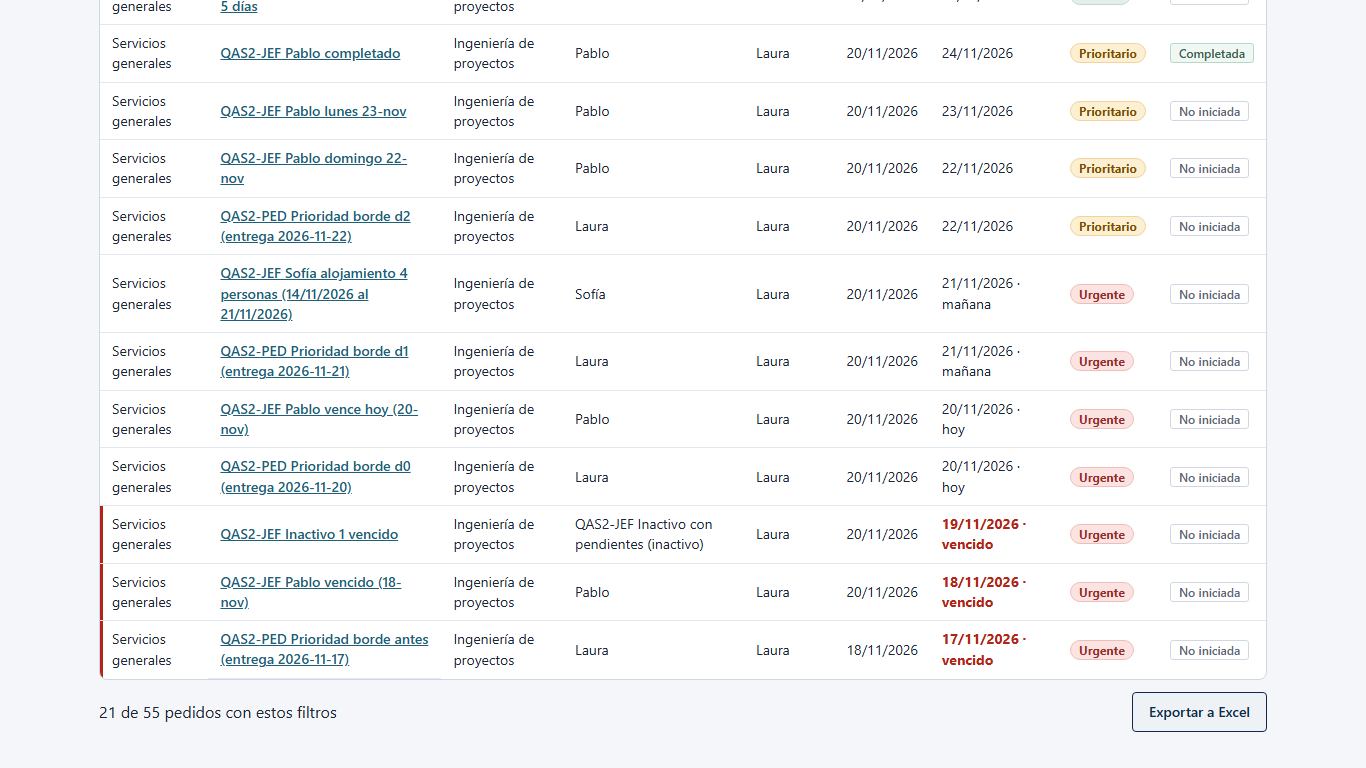 generales
5 días
proyectos
Servicios
generales
QAS2-JEF Pablo completado
Ingeniería de
proyectos
Pablo
Laura
20/11/2026
24/11/2026
Prioritario
Completada
Servicios
generales
QAS2-JEF Pablo lunes 23-nov
Ingeniería de
proyectos
Pablo
Laura
20/11/2026
23/11/2026
Prioritario
No iniciada
Servicios
generales
QAS2-JEF Pablo domingo 22-
nov
Ingeniería de
proyectos
Pablo
Laura
20/11/2026
22/11/2026
Prioritario
No iniciada
Servicios
generales
QAS2-PED Prioridad borde d2
(entrega 2026-11-22)
Ingeniería de
proyectos
Laura
Laura
20/11/2026
22/11/2026
Prioritario
No iniciada
Servicios
generales
QAS2-JEF Sofía alojamiento 4
personas (14/11/2026 al
21/11/2026)
Ingeniería de
proyectos
Sofía
Laura
20/11/2026
21/11/2026 ·
mañana
Urgente
No iniciada
Servicios
generales
QAS2-PED Prioridad borde d1
(entrega 2026-11-21)
Ingeniería de
proyectos
Laura
Laura
20/11/2026
21/11/2026 ·
mañana
Urgente
No iniciada
Servicios
generales
QAS2-JEF Pablo vence hoy (20-
nov)
Ingeniería de
proyectos
Pablo
Laura
20/11/2026
20/11/2026 ·
hoy
Urgente
No iniciada
Servicios
generales
QAS2-PED Prioridad borde d0
(entrega 2026-11-20)
Ingeniería de
proyectos
Laura
Laura
20/11/2026
20/11/2026 ·
hoy
Urgente
No iniciada
Servicios
generales
QAS2-JEF Inactivo 1 vencido
Ingeniería de
proyectos
QAS2-JEF Inactivo con
pendientes (inactivo)
Laura
20/11/2026
19/11/2026 ·
vencido
Urgente
No iniciada
Servicios
generales
QAS2-JEF Pablo vencido (18-
nov)
Ingeniería de
proyectos
Pablo
Laura
20/11/2026
18/11/2026 ·
vencido
Urgente
No iniciada
Servicios
generales
QAS2-PED Prioridad borde antes
(entrega 2026-11-17)
Ingeniería de
proyectos
Laura
Laura
18/11/2026
17/11/2026 ·
vencido
Urgente
No iniciada
21 de 55 pedidos con estos filtros
Exportar a Excel